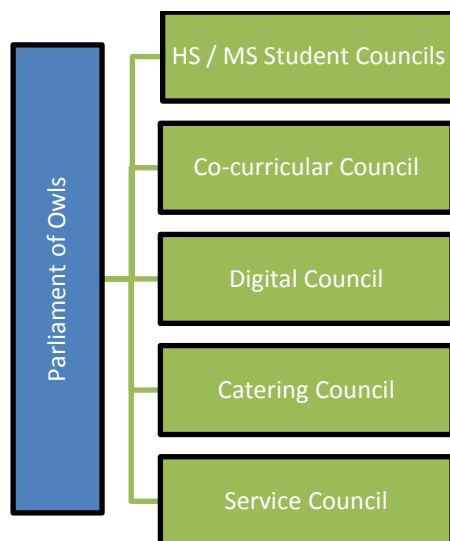 Parliament of Owls
HS / MS Student Councils
Co-curricular Council
Digital Council
Catering Council
Service Council